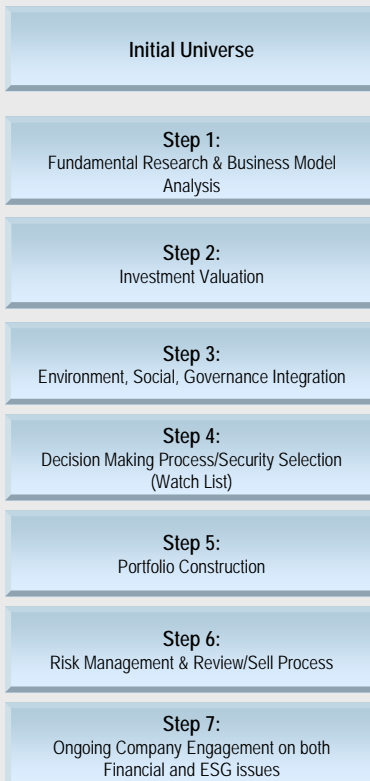 Initial Universe
Step 1:
Fundamental Research & Business Model
Analysis
Step 2:
Investment Valuation
Step 3:
Environment, Social, Governance Integration
Step 4:
Decision Making Process/Security Selection
(Watch List)
Step 5:
Portfolio Construction
Step 6:
Risk Management & Review/Sell Process
Step 7:
Ongoing Company Engagement on both
Financial and ESG issues